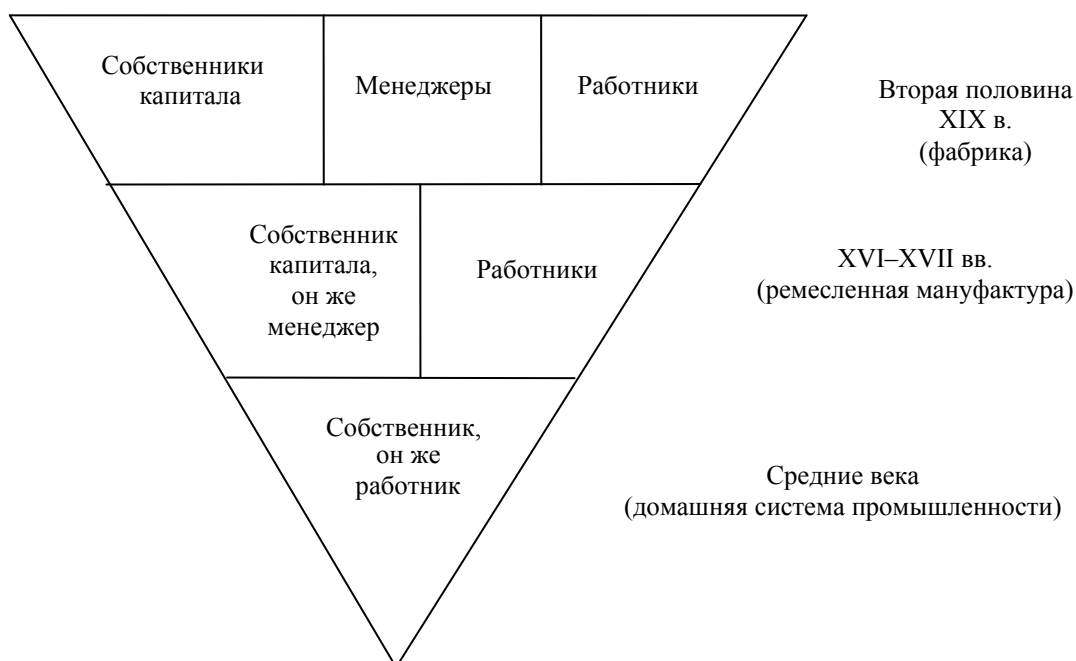 Собственники
капитала
Менеджеры
Работники
Вторая половина
XIX в.
(фабрика)
Собственник
капитала,
он же
менеджер
Работники
XVI–XVII вв.
(ремесленная мануфактура)
Собственник,
он же
работник
Средние века
(домашняя система промышленности)